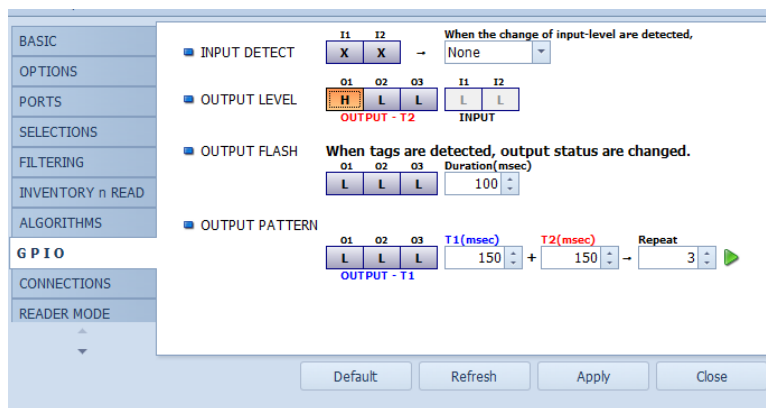 BASIC
OPTIONS
PORTS
SELECTIONS
FILTERING
INVENTORY n READ
ALGORITHMS
GPIO
CONNECTIONS
READER MODE
I1 I2 When the change of input-level are detected,
INPUT DETECT X X → None
O1 O2 O3 I1 I2
OUTPUT LEVEL H L L L L
OUTPUT - T2 INPUT
OUTPUT FLASH When tags are detected, output status are changed.
O1 O2 O3 Duration(msec)
L L L 100
OUTPUT PATTERN
O1 O2 O3 T1(msec) T2(msec) Repeat
L L L 150 + 150 → 3
OUTPUT - T1
Default Refresh Apply Close